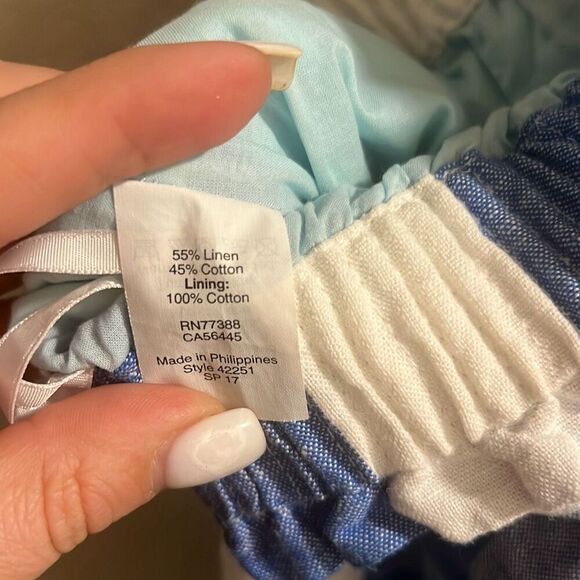 55% Linen
45% Cotton
Lining:
100% Cotton
RN77388
CA56445
Made in Philippines
Style 42251
SP 17